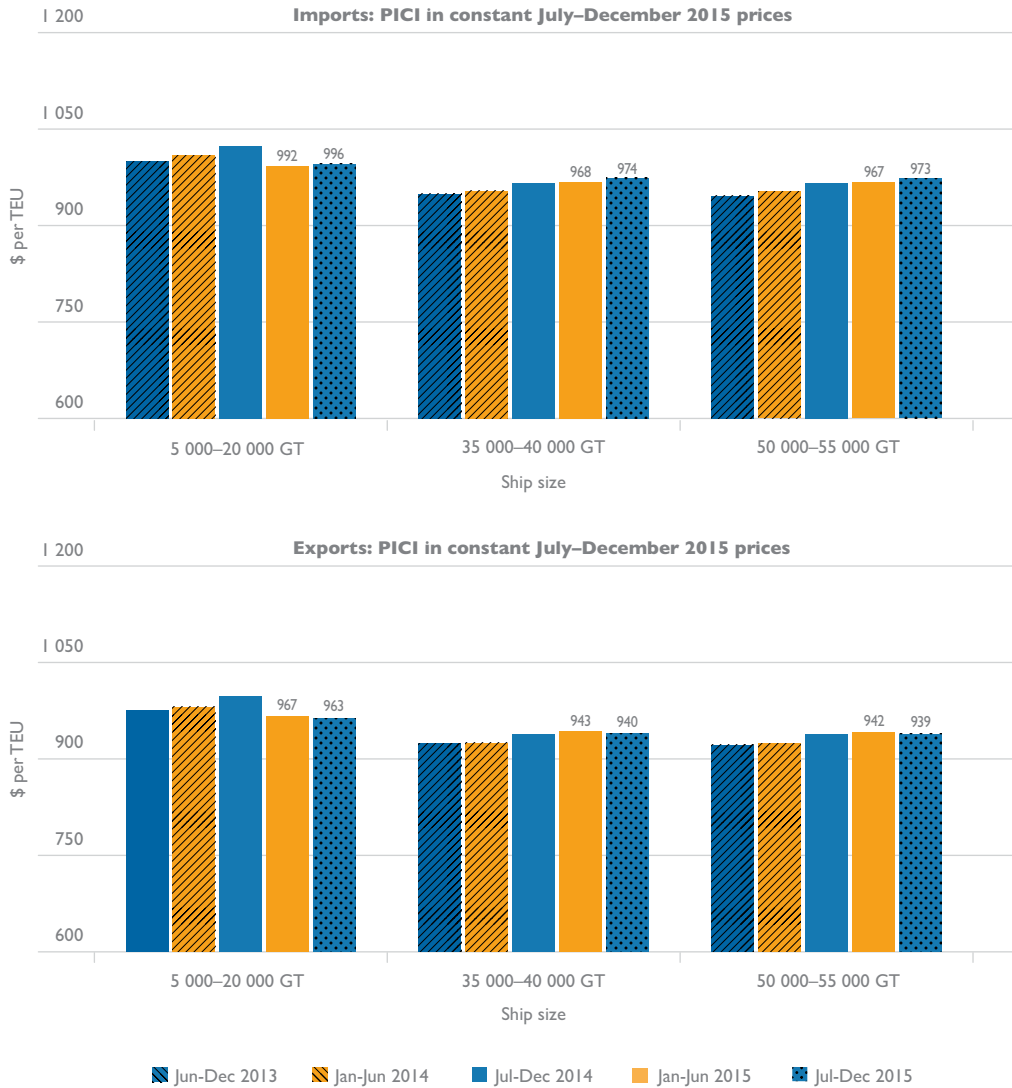 Imports: PICI in constant July–December 2015 prices
$ per TEU
1 200
1 050
900
750
600
992
996
968
974
967
973
5 000–20 000 GT
35 000–40 000 GT
50 000–55 000 GT
Ship size
Exports: PICI in constant July–December 2015 prices
$ per TEU
1 200
1 050
900
750
600
967
963
943
940
942
939
5 000–20 000 GT
35 000–40 000 GT
50 000–55 000 GT
Ship size
Jun-Dec 2013
Jan-Jun 2014
Jul-Dec 2014
Jan-Jun 2015
Jul-Dec 2015